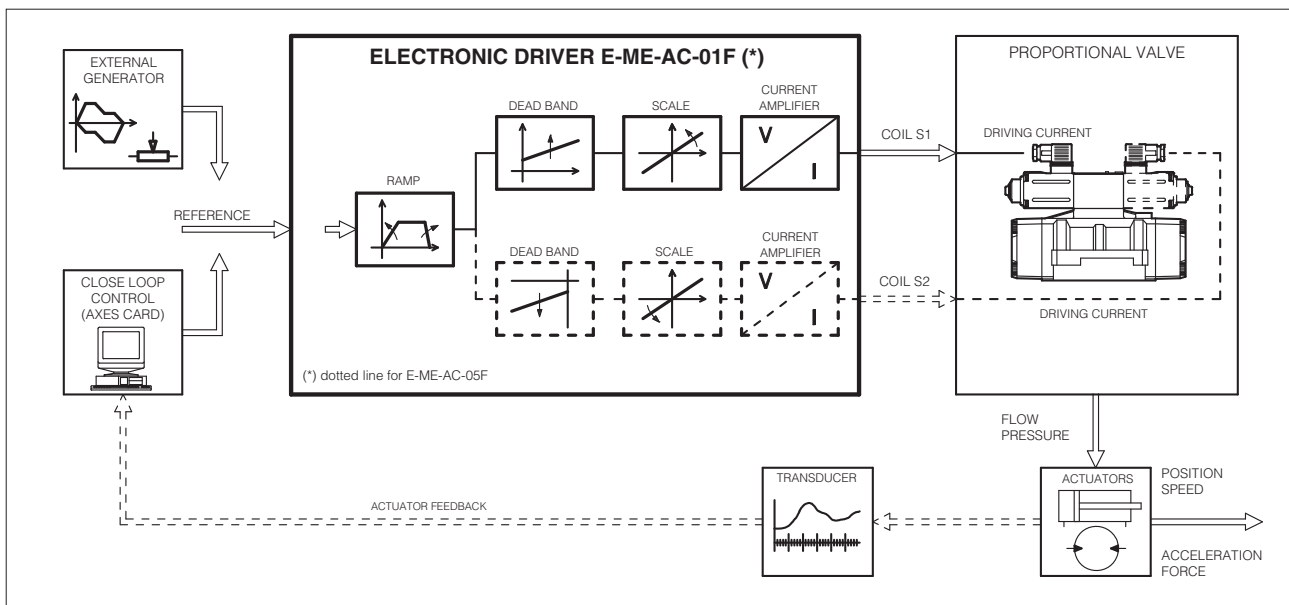 EXTERNAL
GENERATOR
REFERENCE
CLOSE LOOP
CONTROL
(AXES CARD)
ELECTRONIC DRIVER E-ME-AC-01F (*)
RAMP
DEAD BAND
SCALE
CURRENT
AMPLIFIER
V
I
COIL S1
DEAD BAND
SCALE
CURRENT
AMPLIFIER
V
I
COIL S2
(*) dotted line for E-ME-AC-05F
PROPORTIONAL VALVE
DRIVING CURRENT
DRIVING CURRENT
FLOW
PRESSURE
ACTUATORS
POSITION
SPEED
ACCELERATION
FORCE
TRANSDUCER
ACTUATOR FEEDBACK